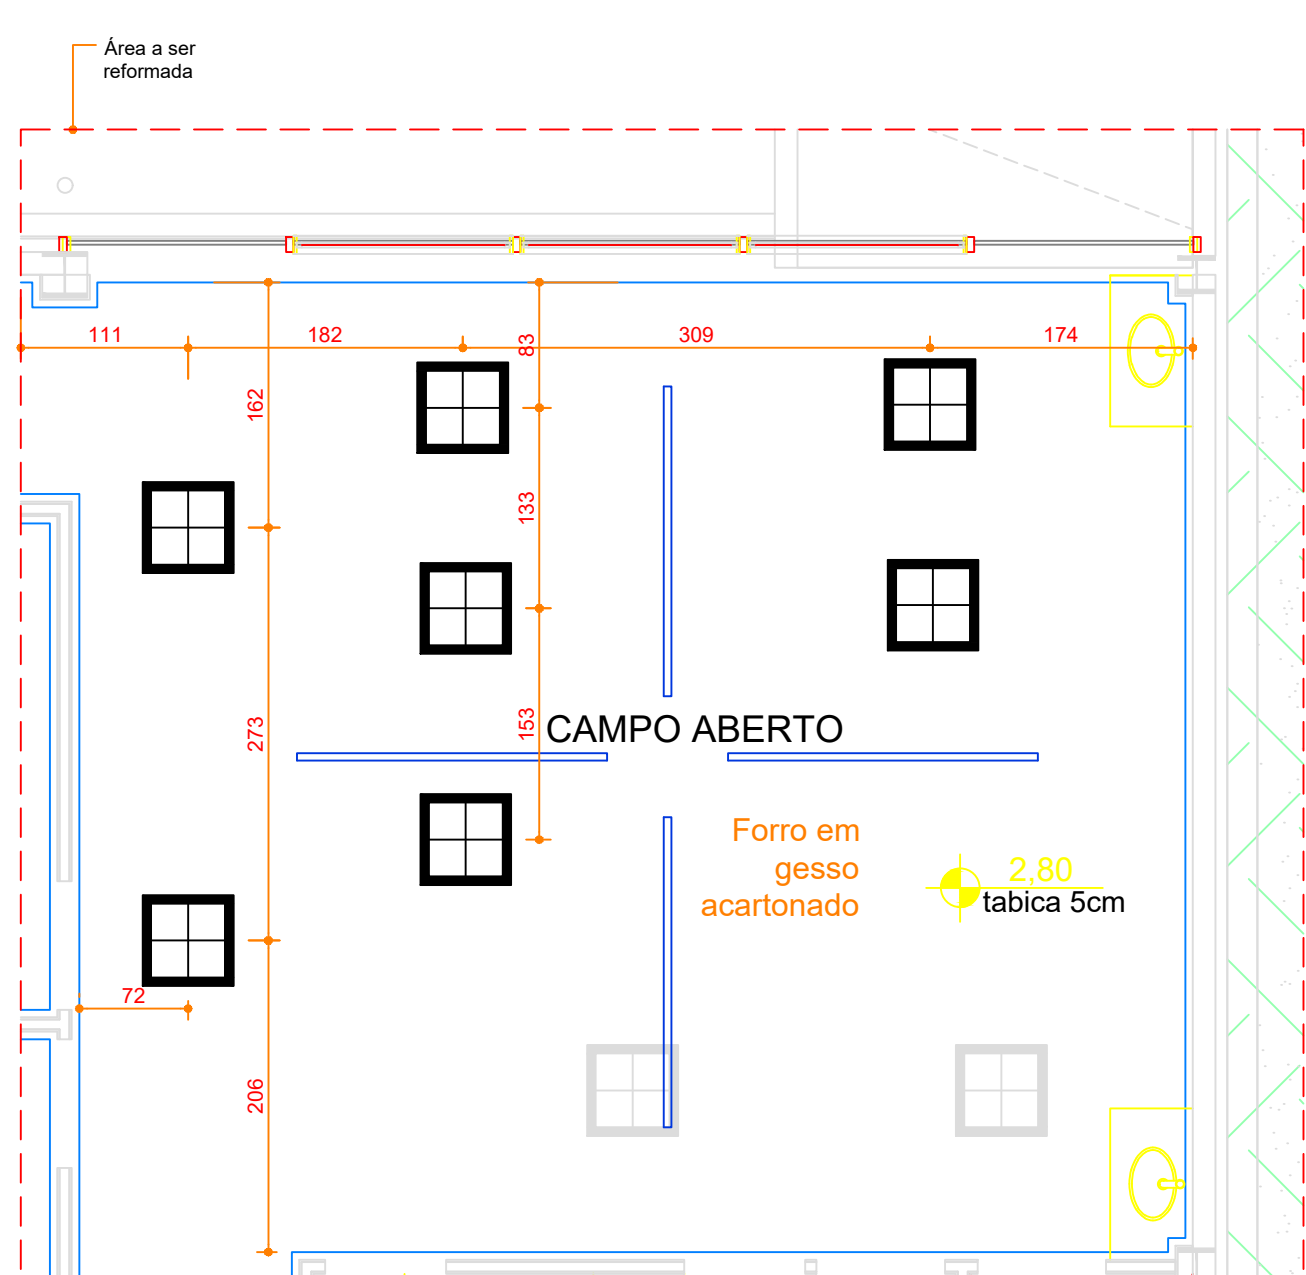 Área a ser
reformada
111
182
83
309
174
162
133
273
153
CAMPO ABERTO
Forro em
gesso
acartonado
2,80
tabica 5cm
72
206